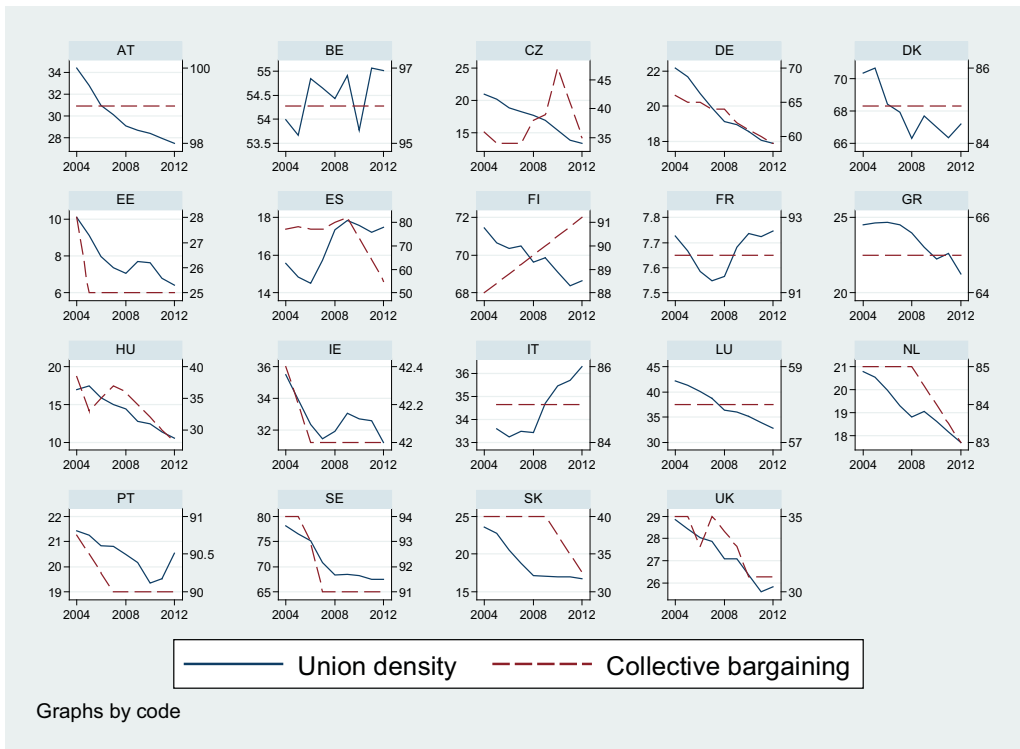 AT BE CZ DE DK
34 32 30 28 100 98 2004 2008 2012
55 54.5 54 53.5 97 95 2004 2008 2012
25 20 15 45 40 35 2004 2008 2012
22 20 18 70 65 60 2004 2008 2012
70 68 66 86 84 2004 2008 2012
EE ES FI FR GR
10 8 6 28 27 26 25 2004 2008 2012
18 16 14 80 70 60 50 2004 2008 2012
72 70 68 91 90 89 88 2004 2008 2012
7.8 7.7 7.6 7.5 93 91 2004 2008 2012
25 20 66 64 2004 2008 2012
HU IE IT LU NL
20 15 10 40 35 30 2004 2008 2012
36 34 32 42.4 42.2 42 2004 2008 2012
36 35 34 33 86 84 2004 2008 2012
45 40 35 30 59 57 2004 2008 2012
21 20 19 18 85 84 83 2004 2008 2012
PT SE SK UK
22 21 20 19 91 90.5 90 2004 2008 2012
80 75 70 65 94 93 92 91 2004 2008 2012
25 20 15 40 35 30 2004 2008 2012
29 28 27 26 35 30 2004 2008 2012
Union density Collective bargaining
Graphs by code